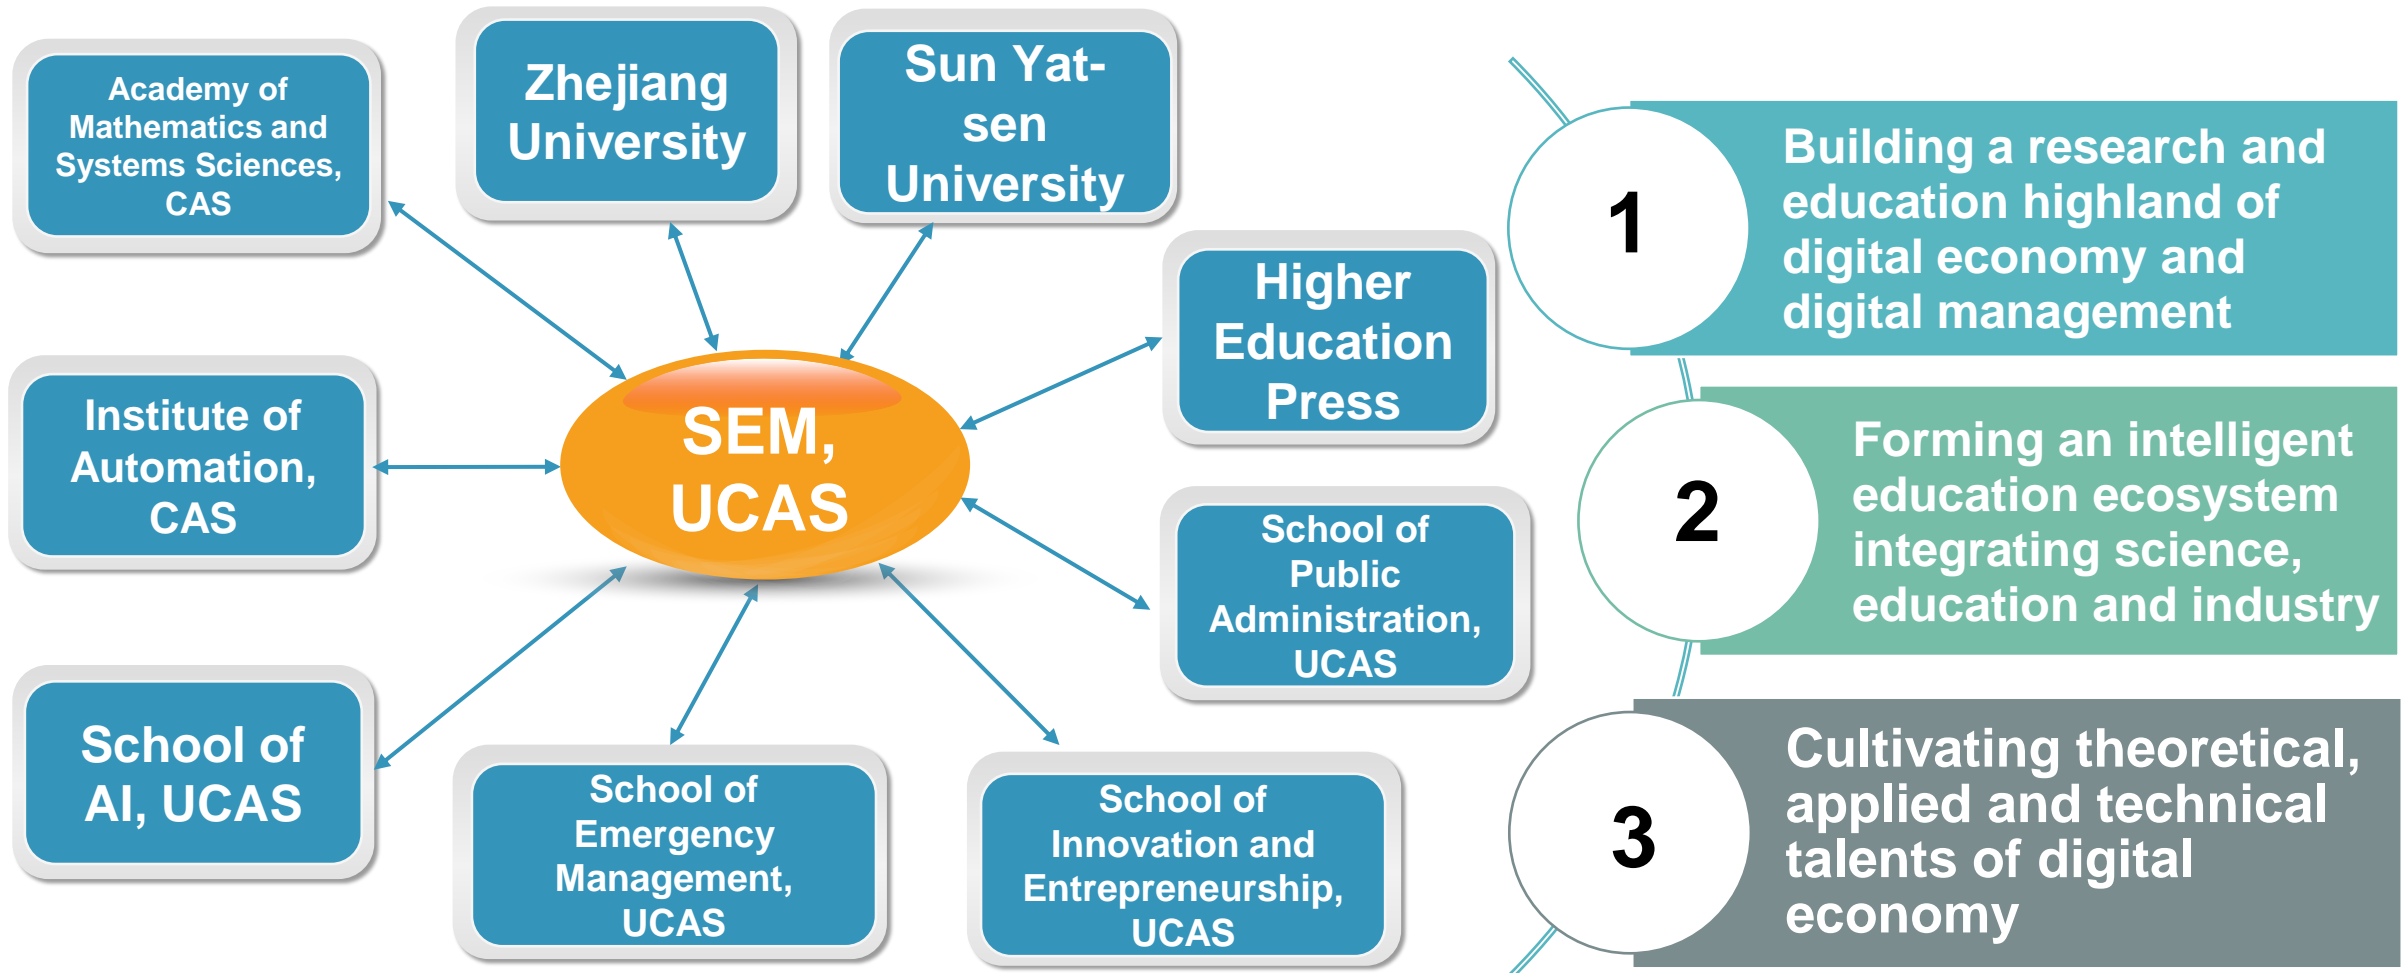 Academy of
Mathematics and
Systems Sciences,
CAS
Zhejiang
University
Sun Yat-
sen
University
Higher
Education
Press
Institute of
Automation,
CAS
SEM,
UCAS
School of
Public
Administration,
UCAS
School of
AI, UCAS
School of
Emergency
Management,
UCAS
School of
Innovation and
Entrepreneurship,
UCAS
1
Building a research and
education highland of
digital economy and
digital management
2
Forming an intelligent
education ecosystem
integrating science,
education and industry
3
Cultivating theoretical,
applied and technical
talents of digital
economy